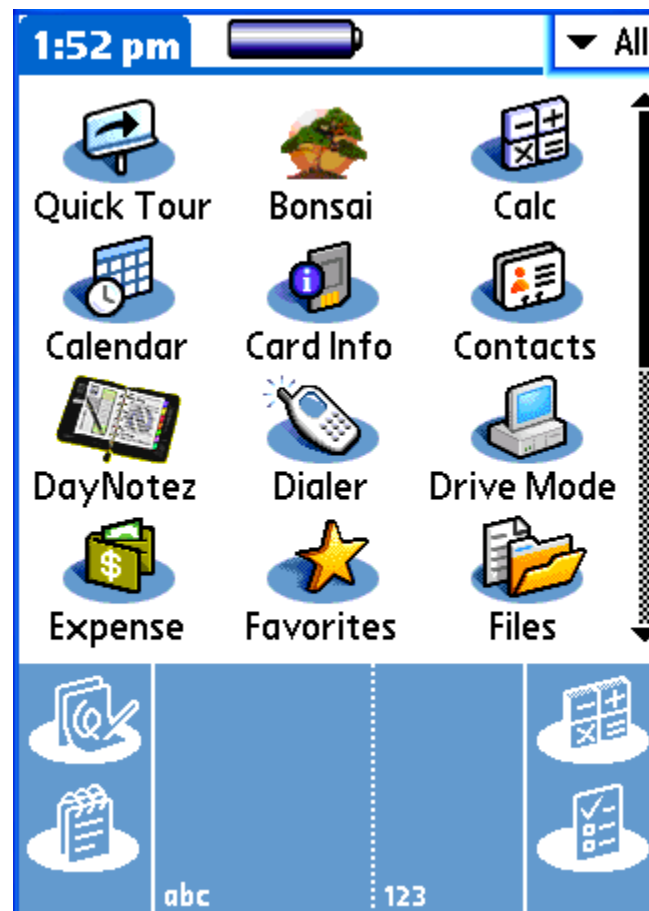 1:52 pm All
Quick Tour Bonsai Calc
Calendar Card Info Contacts
DayNotez Dialer Drive Mode
Expense Favorites Files
abc 123